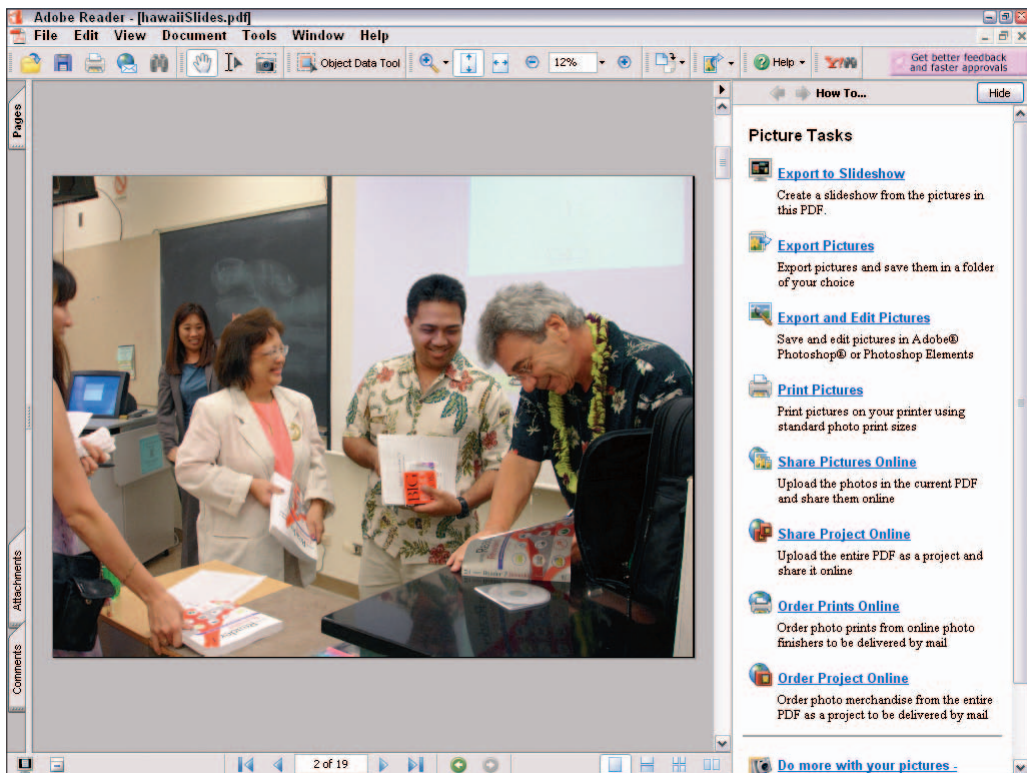 Adobe Reader - [hawaiiSlides.pdf]
File Edit View Document Tools Window Help
Object Data Tool 12% Help Y! Get better feedback
and faster approvals
Pages
How To... Hide
Picture Tasks
Export to Slideshow
Create a slideshow from the pictures in
this PDF.
Export Pictures
Export pictures and save them in a folder
of your choice
Export and Edit Pictures
Save and edit pictures in Adobe®
Photoshop® or Photoshop Elements
Print Pictures
Print pictures on your printer using
standard photo print sizes
Share Pictures Online
Upload the photos in the current PDF
and share them online
Share Project Online
Upload the entire PDF as a project and
share it online
Order Prints Online
Order photo prints from online photo
finishers to be delivered by mail
Order Project Online
Order photo merchandise from the entire
PDF as a project to be delivered by mail
Do more with your pictures -
BIG
Attachments
Comments
2 of 19